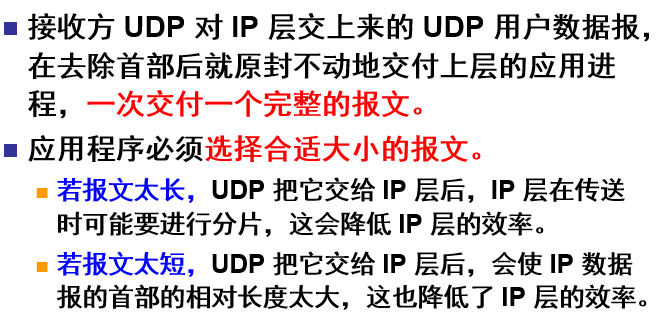 接收方 UDP 对 IP 层交上来的 UDP 用户数据报，
在去除首部后就原封不动地交付上层的应用进
程，一次交付一个完整的报文。
应用程序必须选择合适大小的报文。
若报文太长，UDP 把它交给 IP 层后，IP 层在传送
时可能要进行分片，这会降低 IP 层的效率。
若报文太短，UDP 把它交给 IP 层后，会使 IP 数据
报的首部的相对长度太大，这也降低了 IP 层的效率。